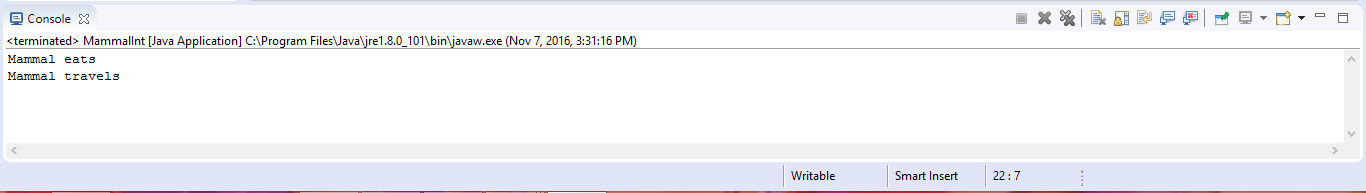 Console
<terminated> MammalInt [Java Application] C:\Program Files\Java\jre1.8.0_101\bin\javaw.exe (Nov 7, 2016, 3:31:16 PM)
Mammal eats
Mammal travels
Writable Smart Insert 22 : 7